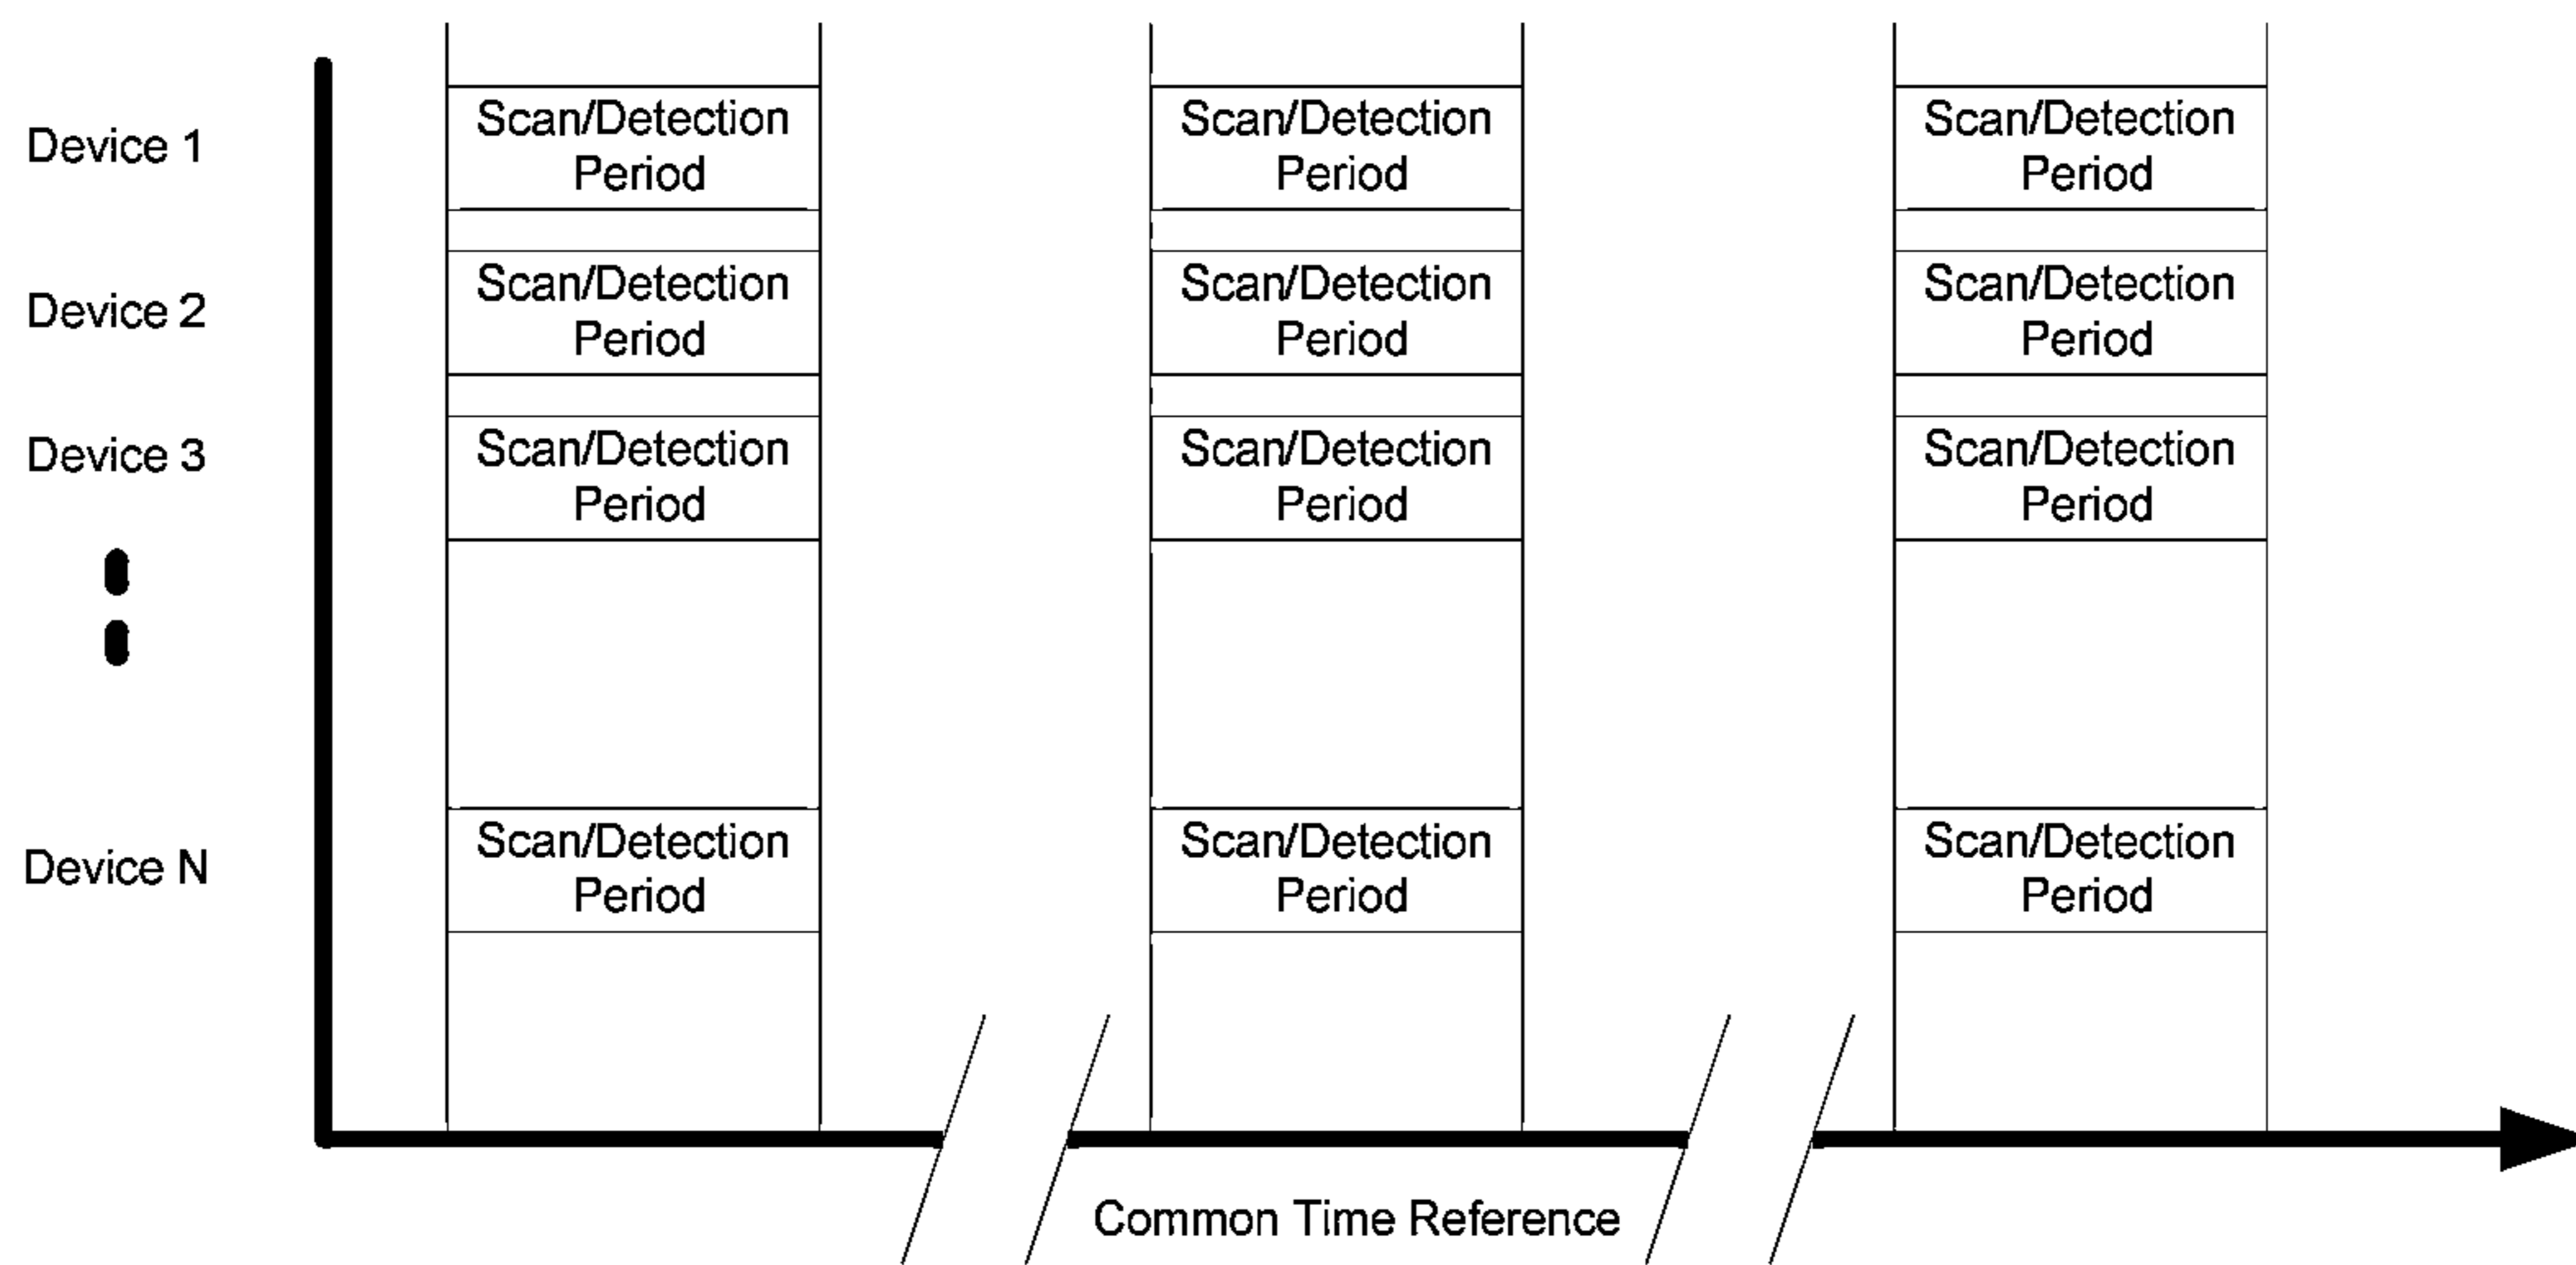 Device 1
Scan/Detection
Period
Scan/Detection
Period
Scan/Detection
Period
Device 2
Scan/Detection
Period
Scan/Detection
Period
Scan/Detection
Period
Device 3
Scan/Detection
Period
Scan/Detection
Period
Scan/Detection
Period
Device N
Scan/Detection
Period
Scan/Detection
Period
Scan/Detection
Period
Common Time Reference